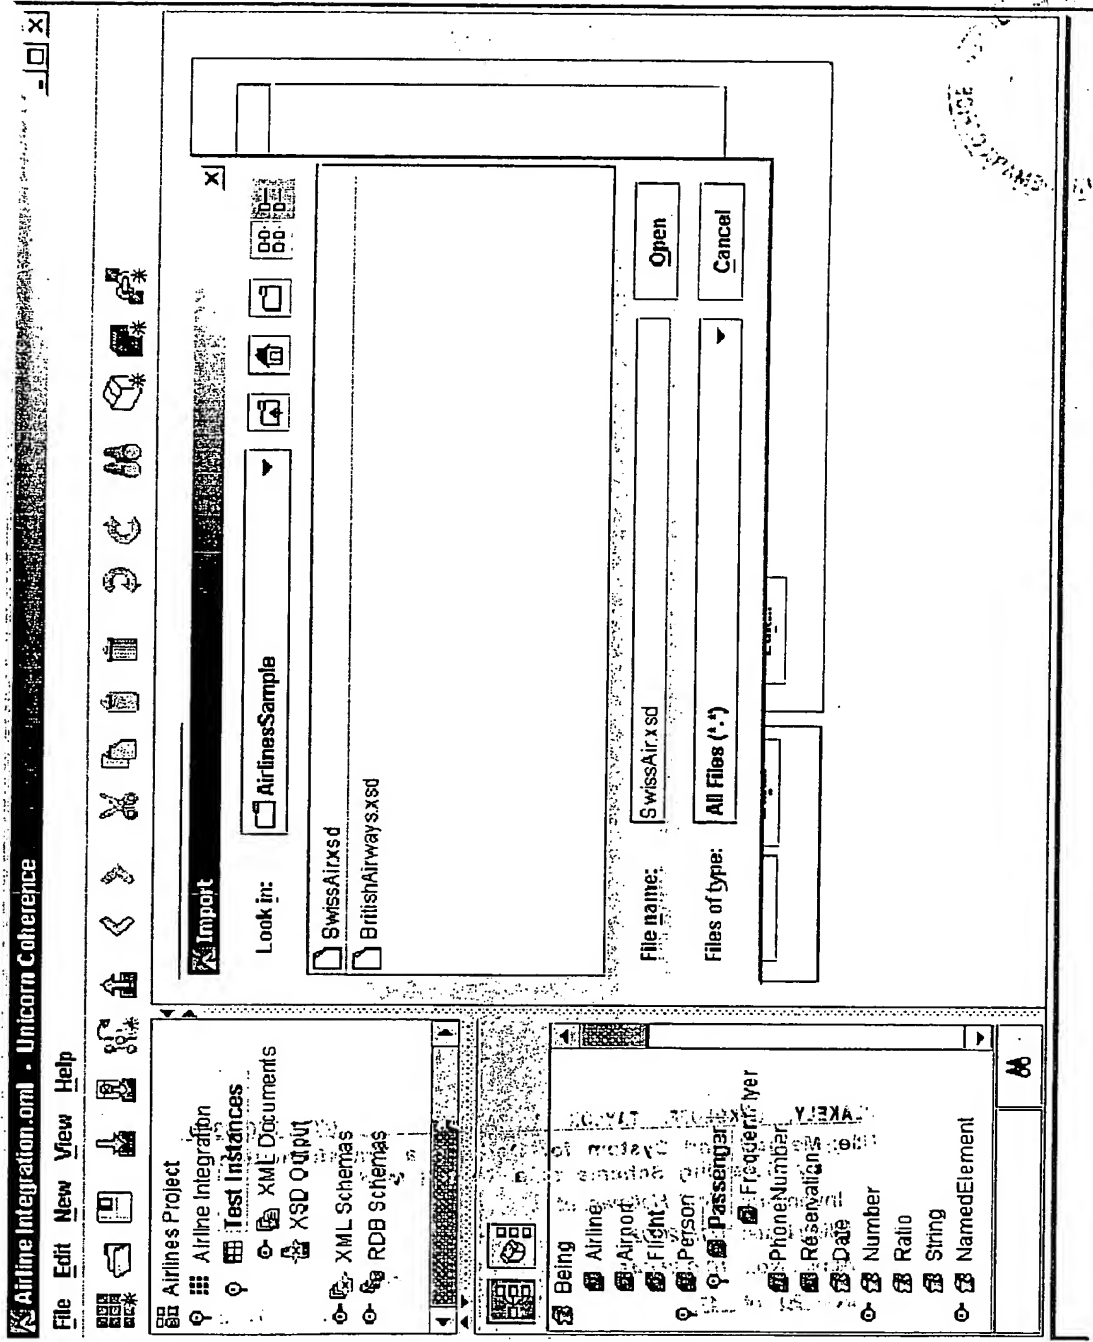 Airline Integration.oml - Unicorn Coherence
File Edit New View Help
Airlines Project
Airline Integration
Test Instances
XML Documents
XSD Output
XML Schemas
RDB Schemas
Being
Airline
Airport
Flight
Person
Passenger
FrequentFlyer
PhoneNumber
Reservation
Date
Number
Ratio
String
NamedElement
Import
Look in:
AirlinesSample
SwissAir.xsd
BritishAirways.xsd
File name:
SwissAir.xsd
Open
Files of type:
All Files (*.*)
Cancel